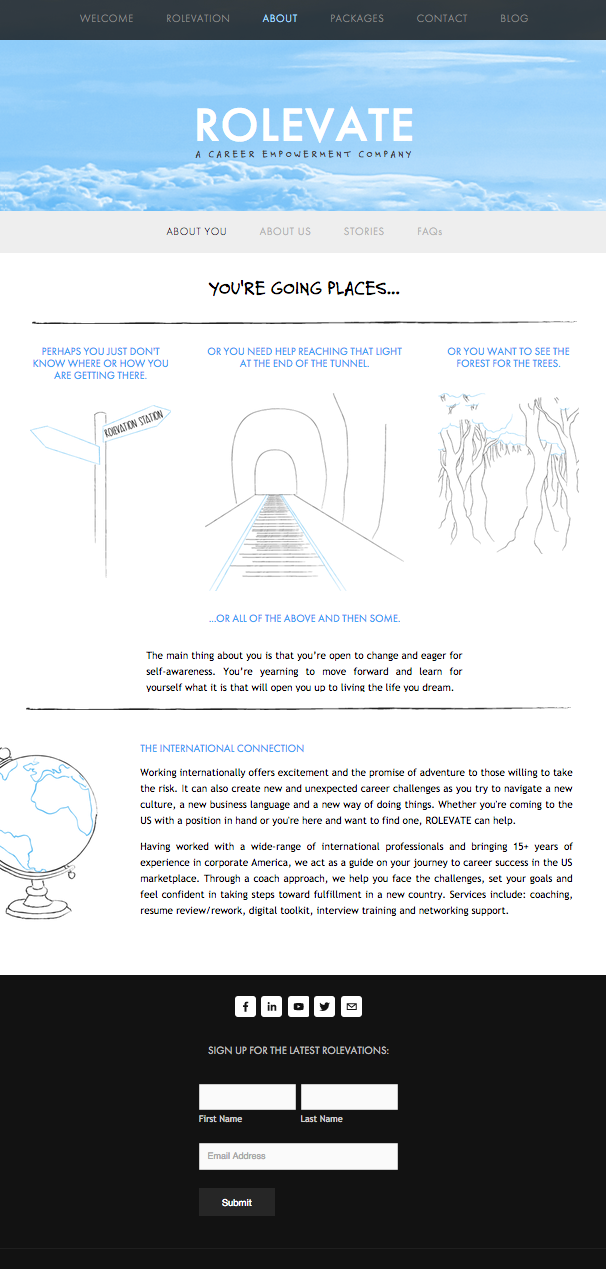 WELCOME ROLEVATION ABOUT PACKAGES CONTACT BLOG
ROLEVATE
A CAREER EMPOWERMENT COMPANY
ABOUT YOU ABOUT US STORIES FAQs
YOU'RE GOING PLACES...
PERHAPS YOU JUST DON'T
KNOW WHERE OR HOW YOU
ARE GETTING THERE.
OR YOU NEED HELP REACHING THAT LIGHT
AT THE END OF THE TUNNEL.
OR YOU WANT TO SEE THE
FOREST FOR THE TREES.
ROLEVATION STATION
...OR ALL OF THE ABOVE AND THEN SOME.
The main thing about you is that you’re open to change and eager for
self-awareness. You’re yearning to move forward and learn for
yourself what it is that will open you up to living the life you dream.
THE INTERNATIONAL CONNECTION
Working internationally offers excitement and the promise of adventure to those willing to take
the risk. It can also create new and unexpected career challenges as you try to navigate a new
culture, a new business language and a new way of doing things. Whether you're coming to the
US with a position in hand or you're here and want to find one, ROLEVATE can help.
Having worked with a wide-range of international professionals and bringing 15+ years of
experience in corporate America, we act as a guide on your journey to career success in the US
marketplace. Through a coach approach, we help you face the challenges, set your goals and
feel confident in taking steps toward fulfillment in a new country. Services include: coaching,
resume review/rework, digital toolkit, interview training and networking support.
SIGN UP FOR THE LATEST ROLEVATIONS:
First Name Last Name
Email Address
Submit